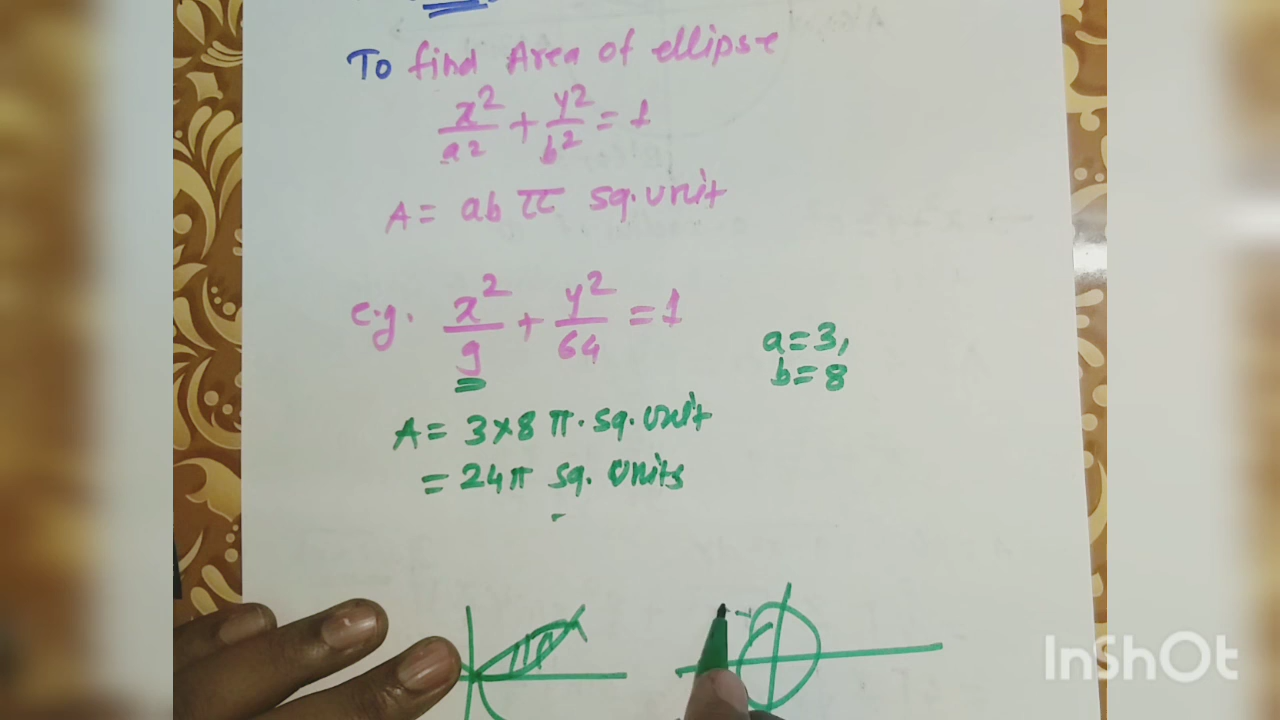 To find Area of ellipse
x²/a² + y²/b² = 1
A = ab π sq. unit
e.g. x²/9 + y²/64 = 1
a = 3,
b = 8
A = 3×8 π. sq. unit
= 24π sq. units
InShOt